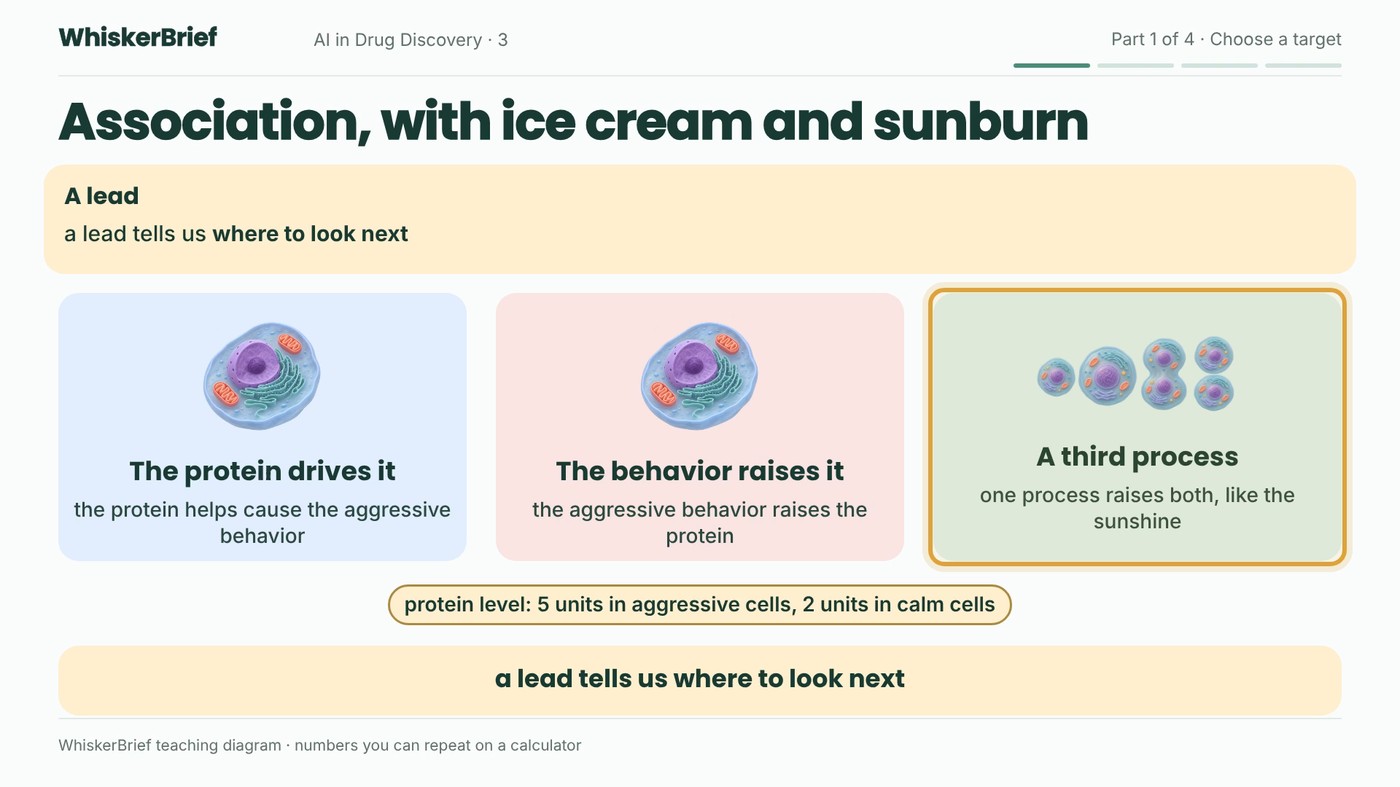 WhiskerBrief
AI in Drug Discovery · 3
Part 1 of 4 · Choose a target
Association, with ice cream and sunburn
A lead
a lead tells us where to look next
The protein drives it
the protein helps cause the aggressive
behavior
The behavior raises it
the aggressive behavior raises the
protein
A third process
one process raises both, like the
sunshine
protein level: 5 units in aggressive cells, 2 units in calm cells
a lead tells us where to look next
WhiskerBrief teaching diagram · numbers you can repeat on a calculator